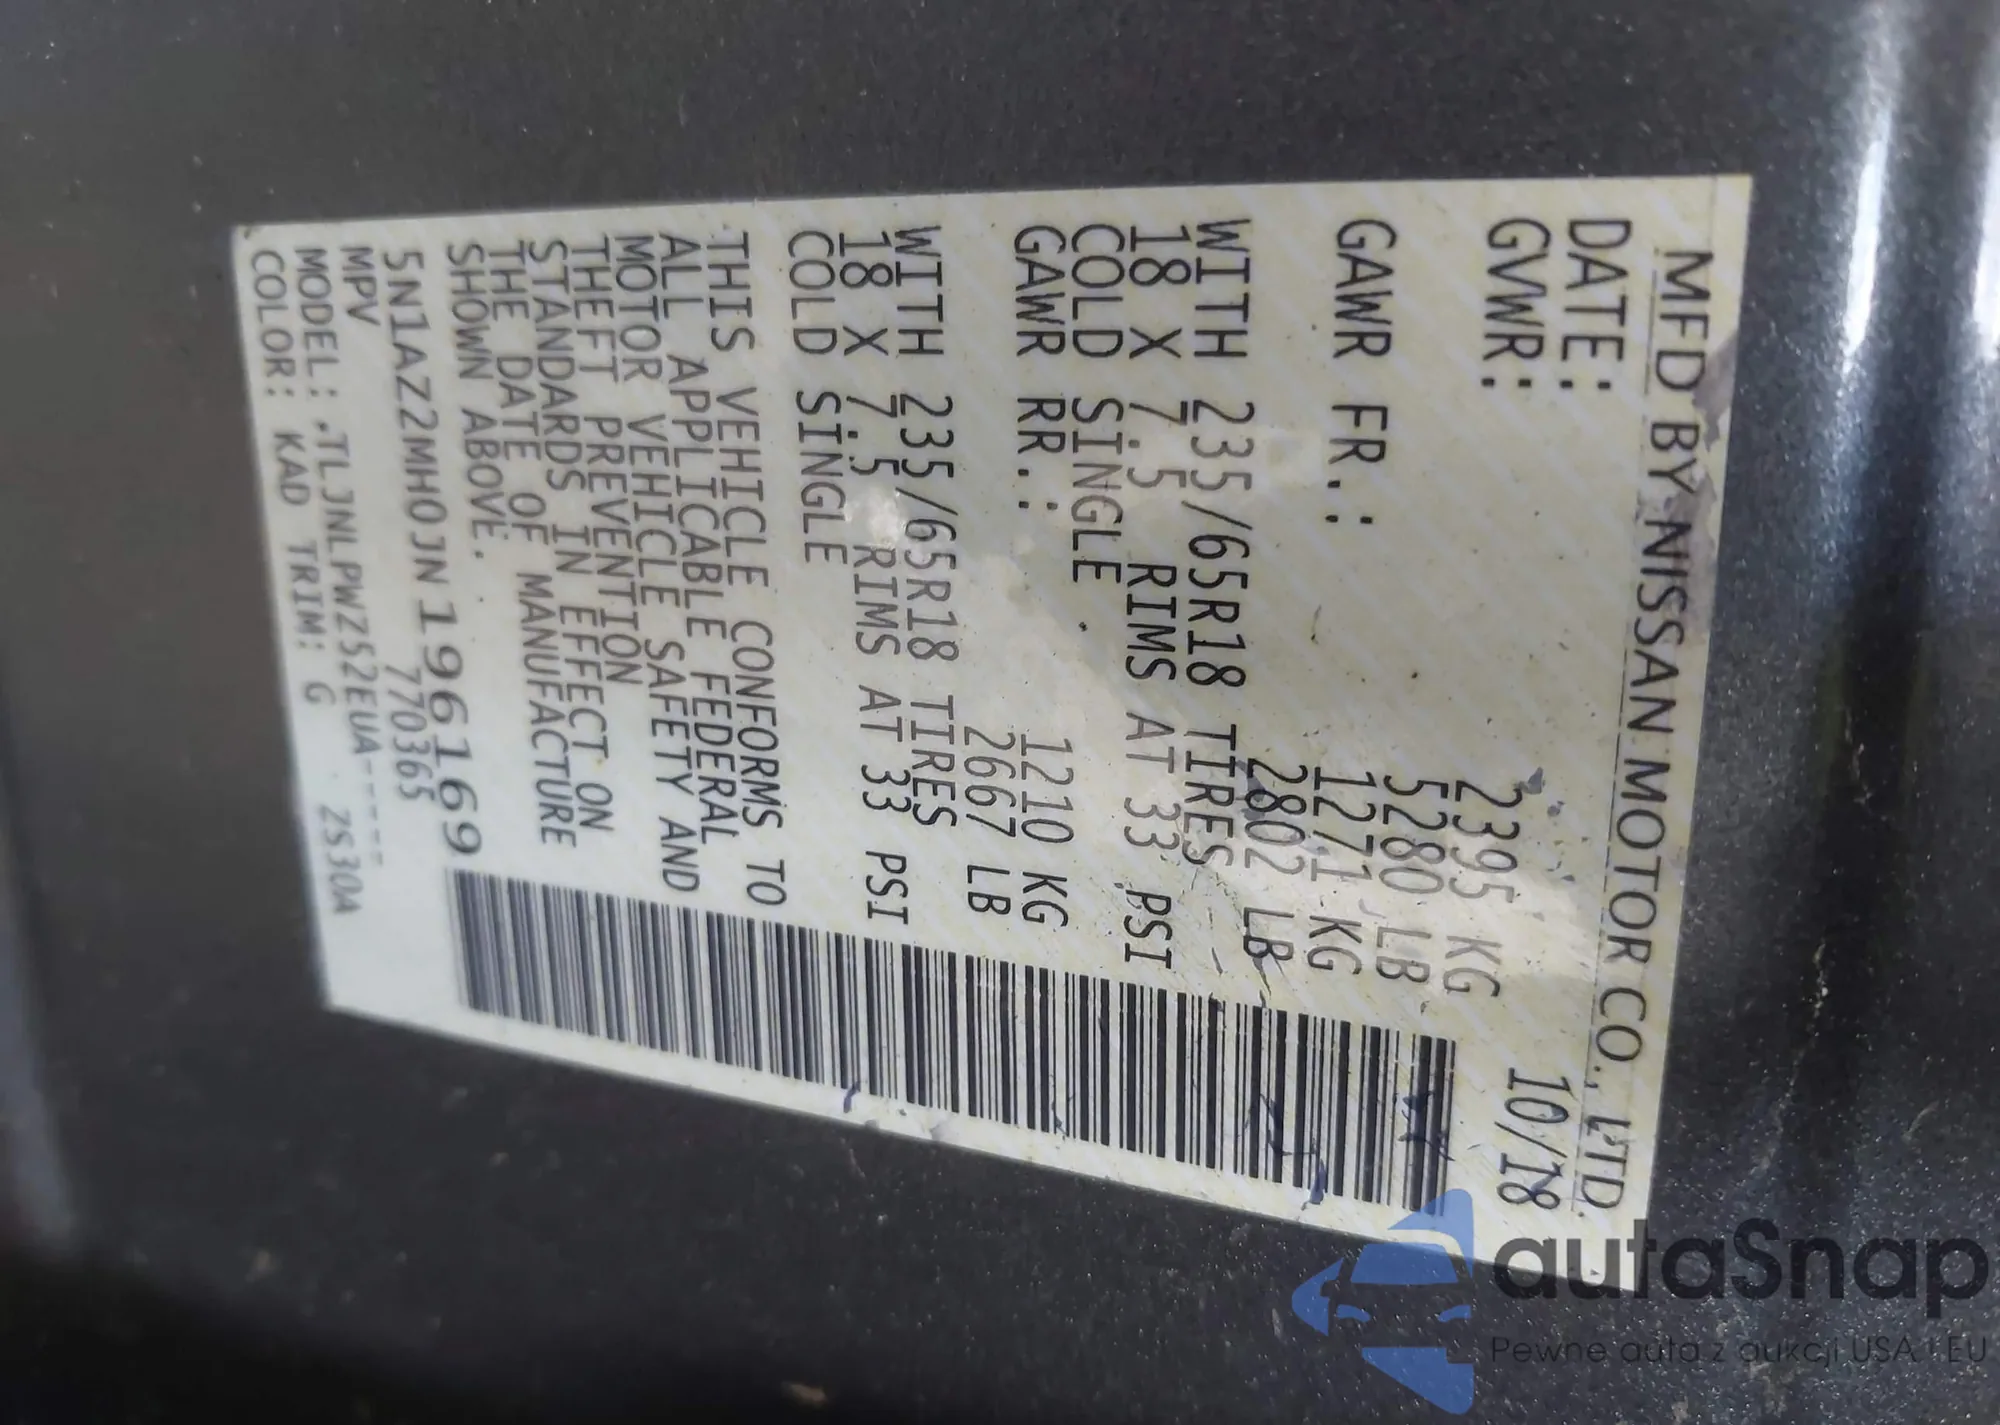 MFD BY NISSAN MOTOR CO., LTD.
DATE: 10/18
GVWR: 2395 KG
5280 LB
GAWR FR.: 1271 KG
2802 LB
WITH 235/65R18 TIRES
18 X 7.5 RIMS AT 33 PSI
COLD SINGLE
GAWR RR.: 1210 KG
2667 LB
WITH 235/65R18 TIRES
18 X 7.5 RIMS AT 33 PSI
COLD SINGLE
THIS VEHICLE CONFORMS TO
ALL APPLICABLE FEDERAL
MOTOR VEHICLE SAFETY AND
THEFT PREVENTION
STANDARDS IN EFFECT ON
THE DATE OF MANUFACTURE
SHOWN ABOVE.
5N1AZ2MH0JN196169
MPV 770365
MODEL: .TLJNLPWZ52EUA-----
COLOR: KAD TRIM: G 2S30A
autaSnap
Pewne auta z aukcji USA i EU